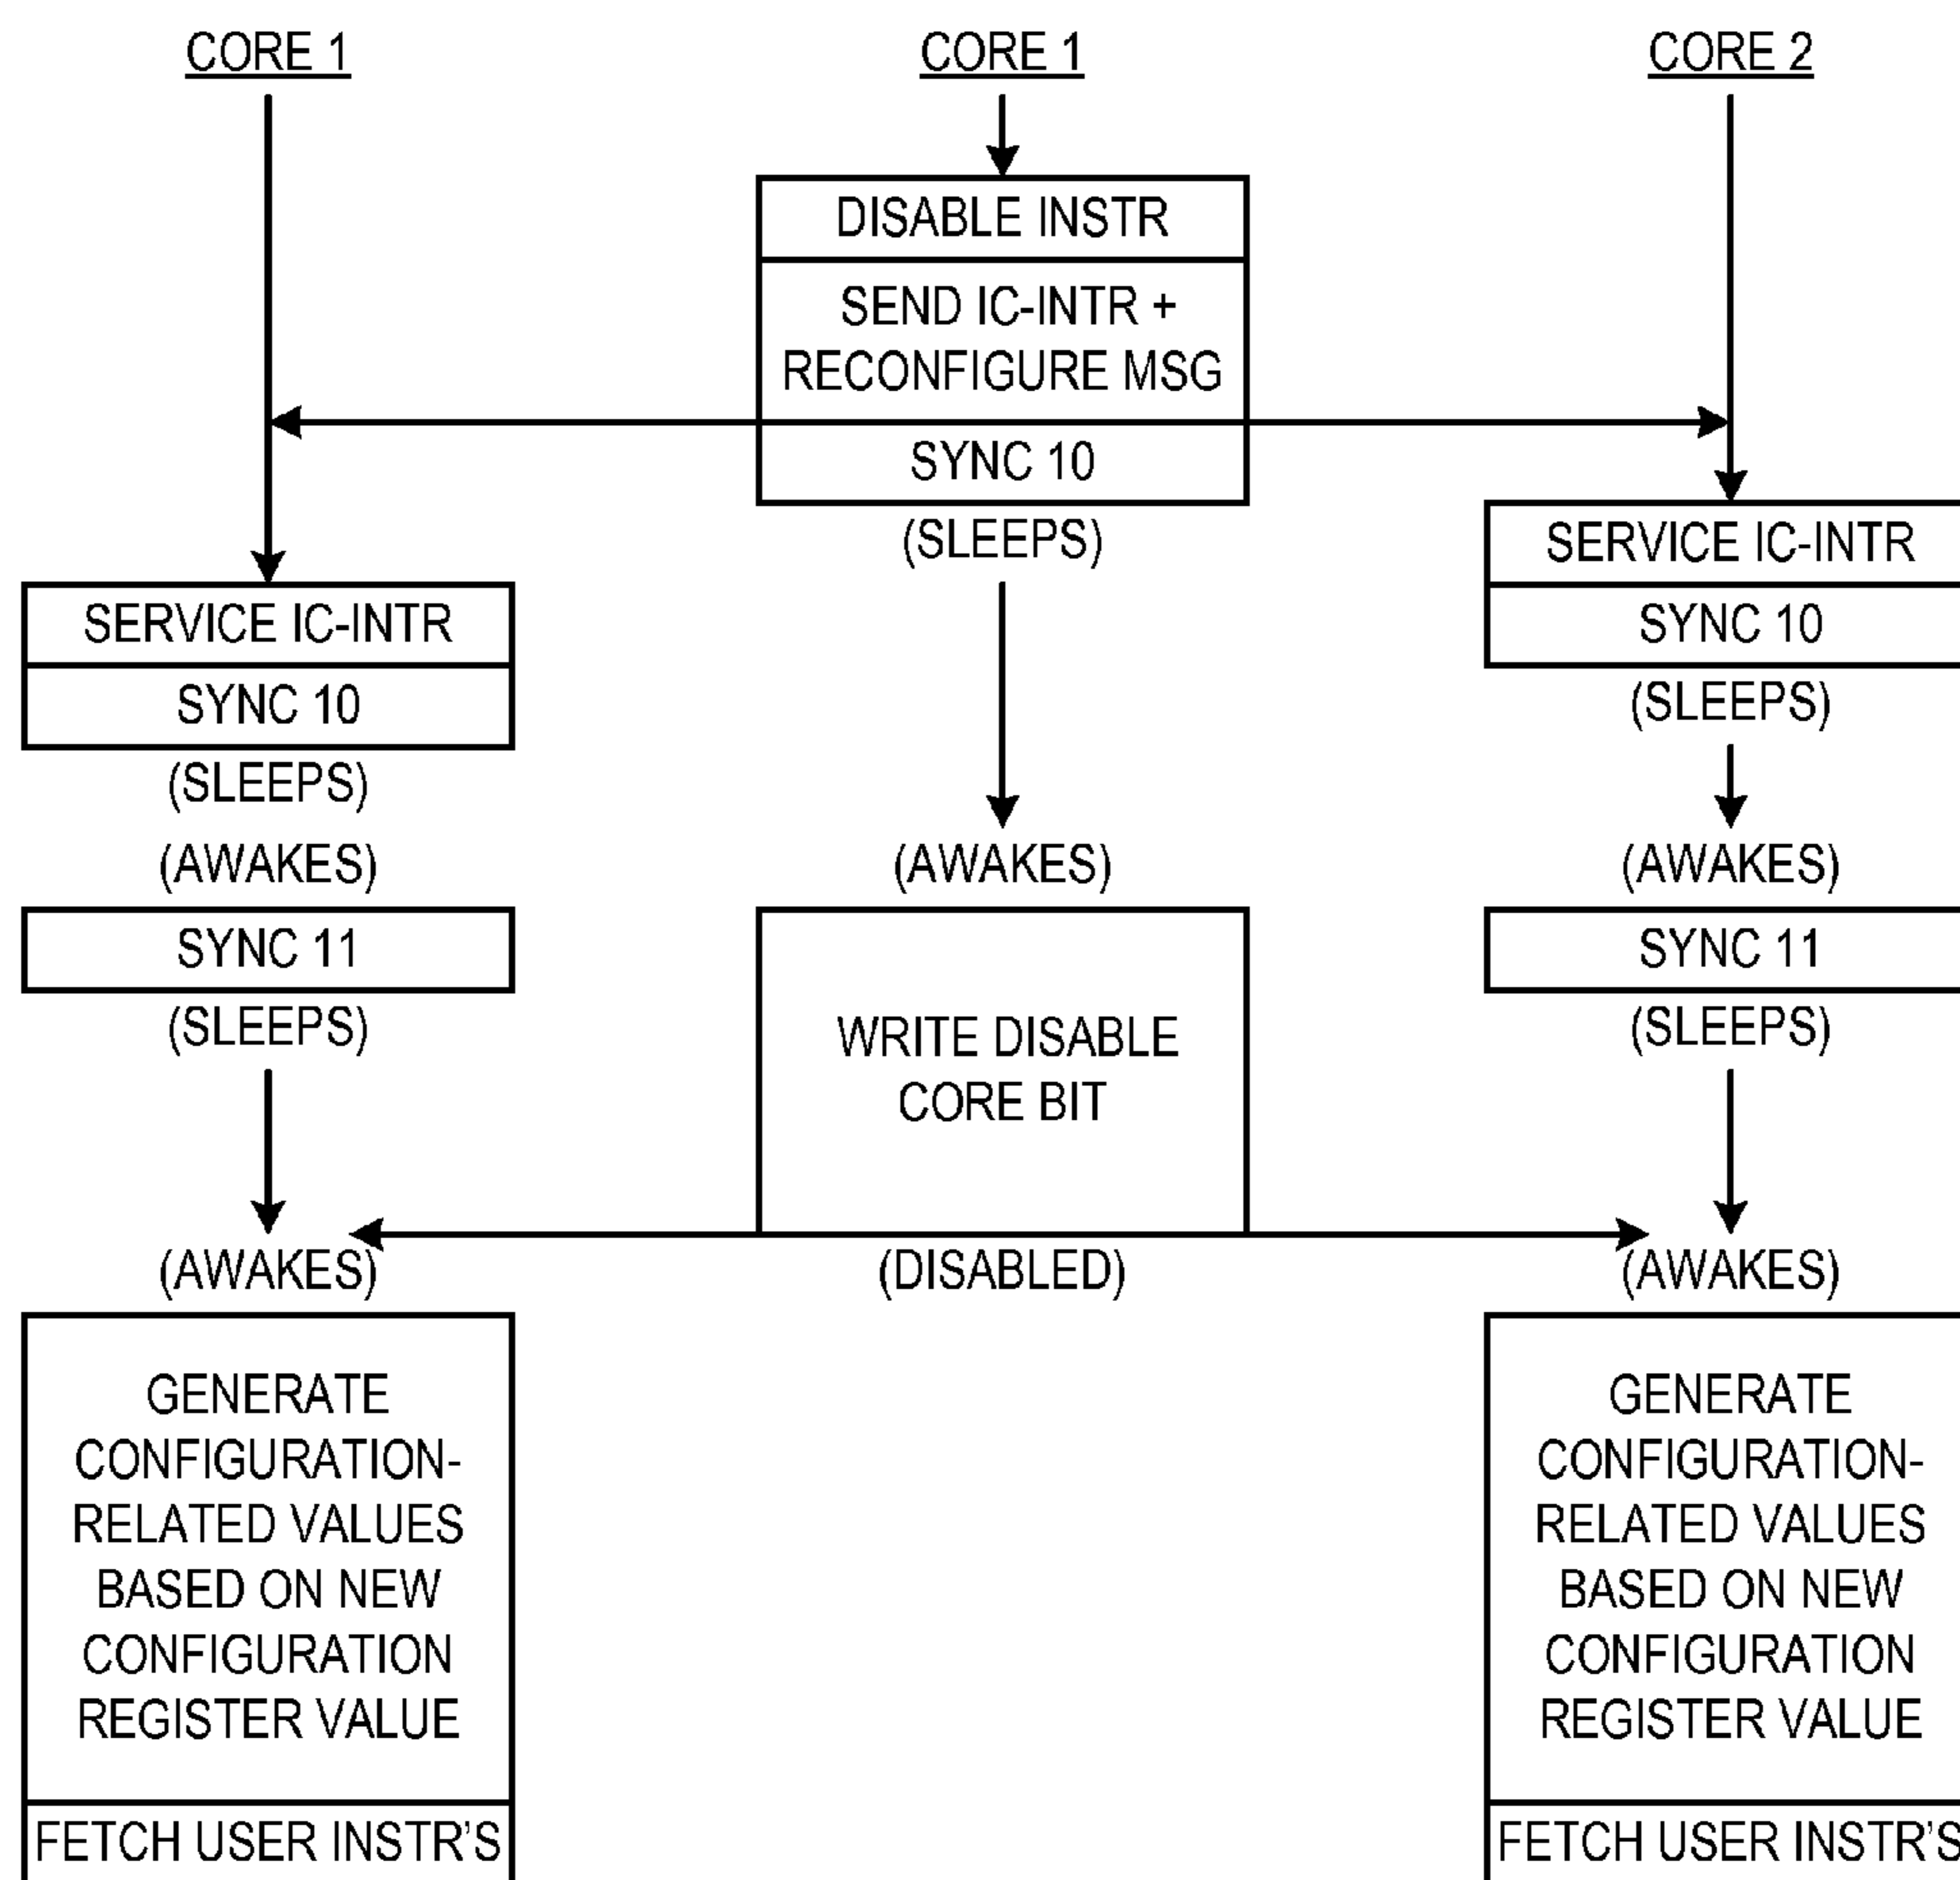 CORE 1
CORE 1
CORE 2
DISABLE INSTR
SEND IC-INTR +
RECONFIGURE MSG
SYNC 10
(SLEEPS)
SERVICE IC-INTR
SYNC 10
(SLEEPS)
SERVICE IC-INTR
SYNC 10
(SLEEPS)
(AWAKES)
(AWAKES)
(AWAKES)
SYNC 11
(SLEEPS)
WRITE DISABLE
CORE BIT
SYNC 11
(SLEEPS)
(AWAKES)
(DISABLED)
(AWAKES)
GENERATE
CONFIGURATION-
RELATED VALUES
BASED ON NEW
CONFIGURATION
REGISTER VALUE
FETCH USER INSTR'S
GENERATE
CONFIGURATION-
RELATED VALUES
BASED ON NEW
CONFIGURATION
REGISTER VALUE
FETCH USER INSTR'S